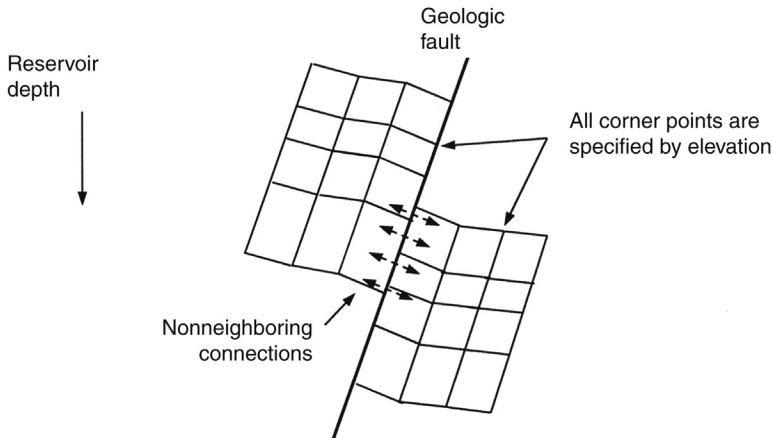 Geologic
fault
Reservoir
depth
All corner points are
specified by elevation
Nonneighboring
connections